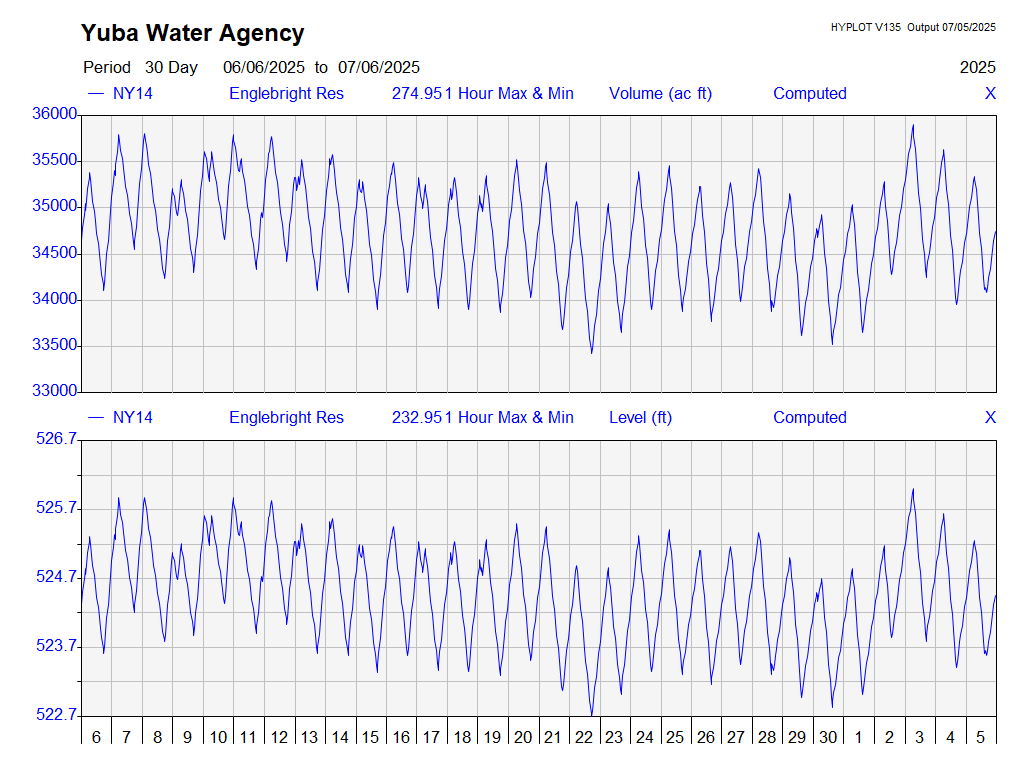 Yuba Water Agency
HYPLOT V135 Output 07/05/2025
Period 30 Day 06/06/2025 to 07/06/2025 2025
NY14 Englebright Res 274.951 Hour Max & Min Volume (ac ft) Computed X
36000
35500
35000
34500
34000
33500
33000
NY14 Englebright Res 232.951 Hour Max & Min Level (ft) Computed X
526.7
525.7
524.7
523.7
522.7
6 7 8 9 10 11 12 13 14 15 16 17 18 19 20 21 22 23 24 25 26 27 28 29 30 1 2 3 4 5